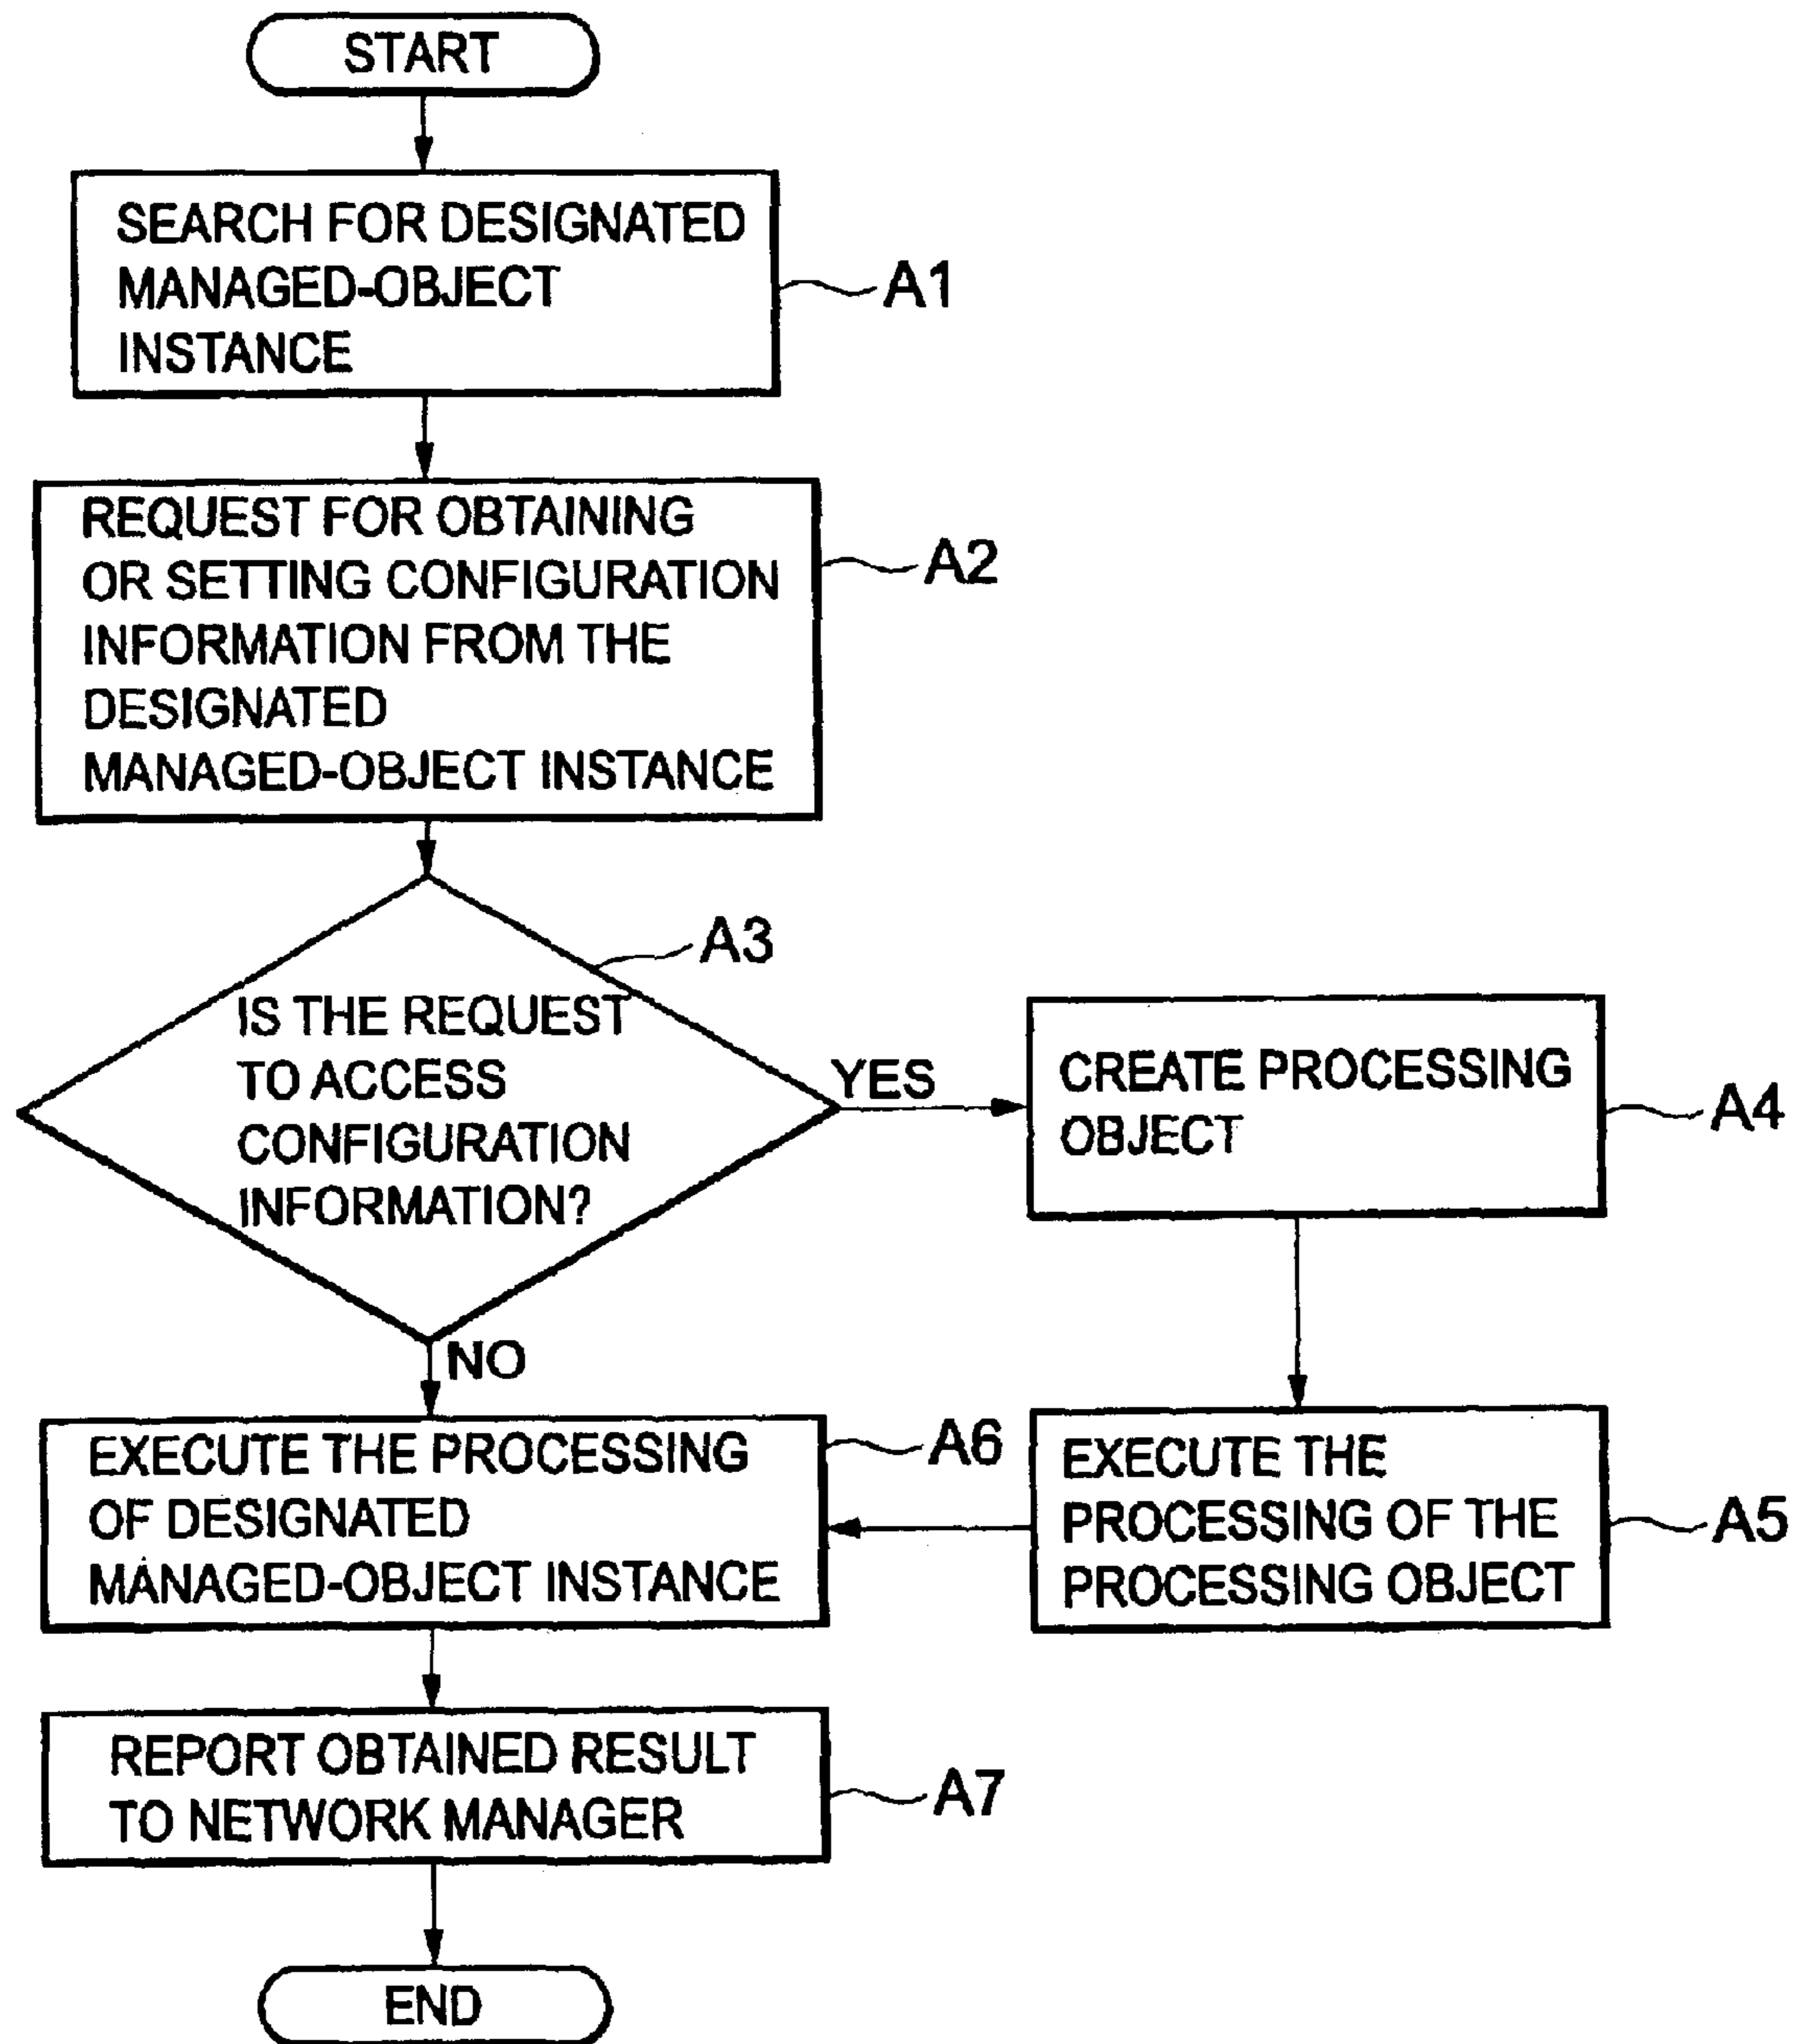 START
SEARCH FOR DESIGNATED
MANAGED-OBJECT
INSTANCE
A1
REQUEST FOR OBTAINING
OR SETTING CONFIGURATION
INFORMATION FROM THE
DESIGNATED
MANAGED-OBJECT INSTANCE
A2
A3
IS THE REQUEST
TO ACCESS
CONFIGURATION
INFORMATION?
YES
NO
CREATE PROCESSING
OBJECT
A4
EXECUTE THE
PROCESSING OF THE
PROCESSING OBJECT
A5
EXECUTE THE PROCESSING
OF DESIGNATED
MANAGED-OBJECT INSTANCE
A6
REPORT OBTAINED RESULT
TO NETWORK MANAGER
A7
END